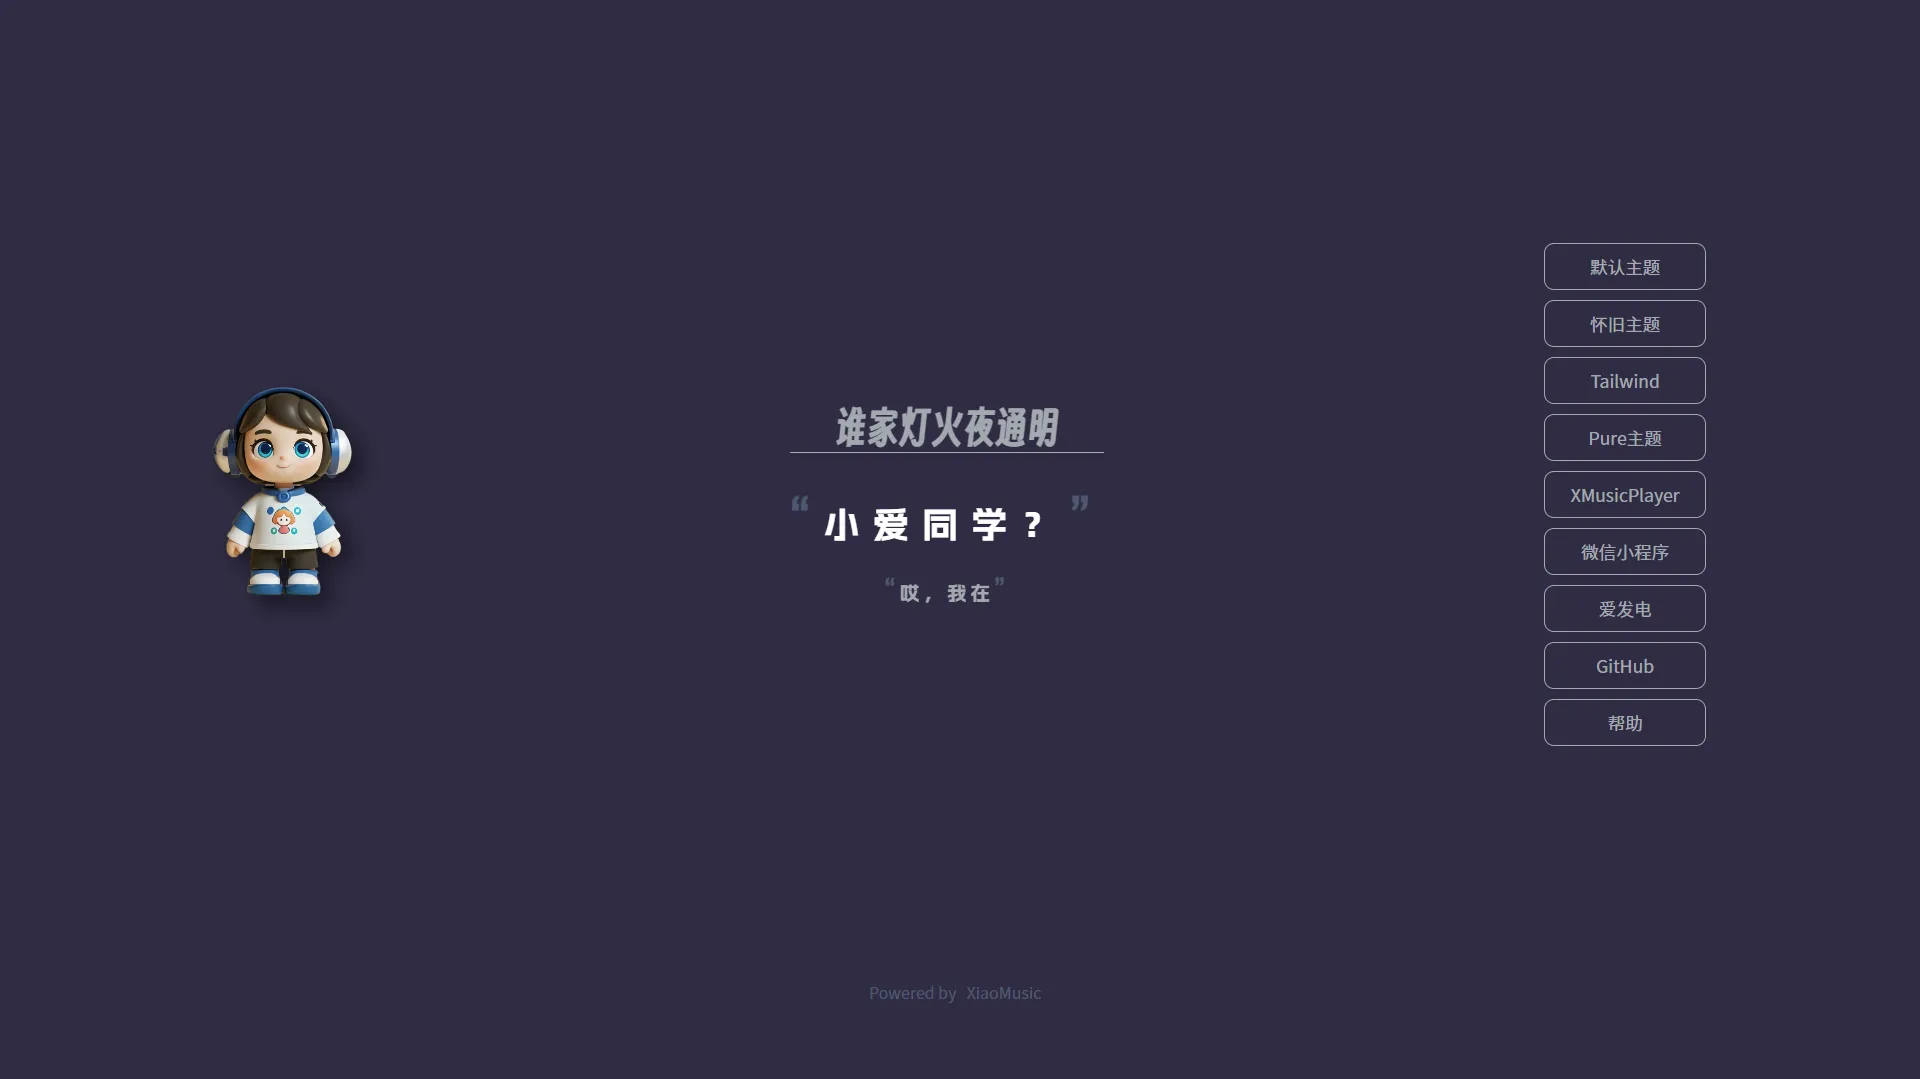 谁家灯火夜通明
“小爱同学？”
“哎，我在”
默认主题
怀旧主题
Tailwind
Pure主题
XMusicPlayer
微信小程序
爱发电
GitHub
帮助
Powered by XiaoMusic